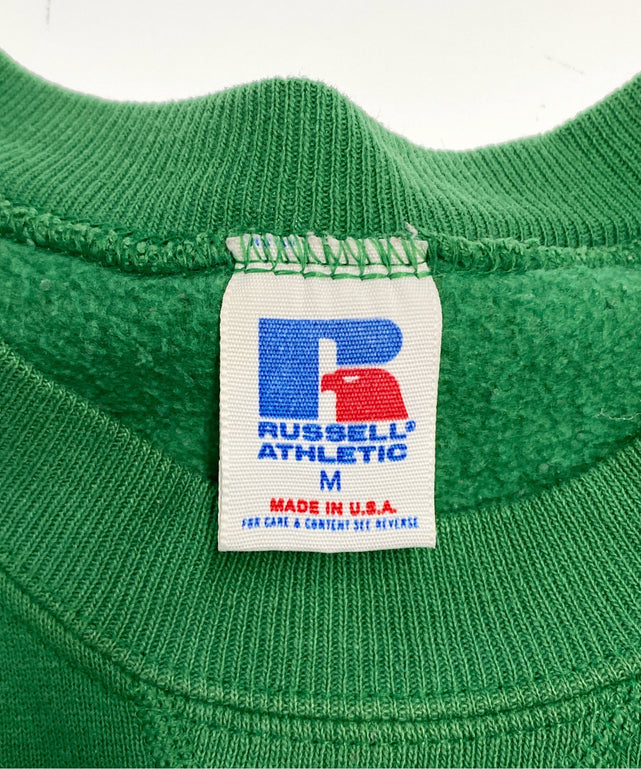 RUSSELL®
ATHLETIC
M
MADE IN U.S.A.
FOR CARE & CONTENT SEE REVERSE